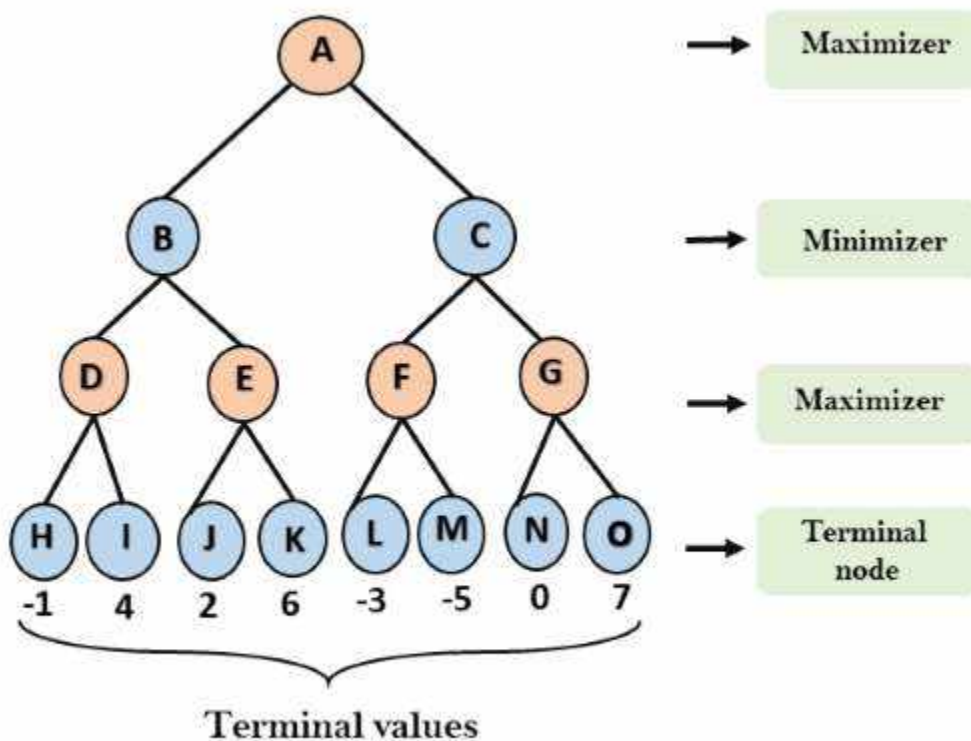 A
Maximizer
B
C
Minimizer
D
E
F
G
Maximizer
H
I
J
K
L
M
N
O
Terminal
node
-1
4
2
6
-3
-5
0
7
Terminal values